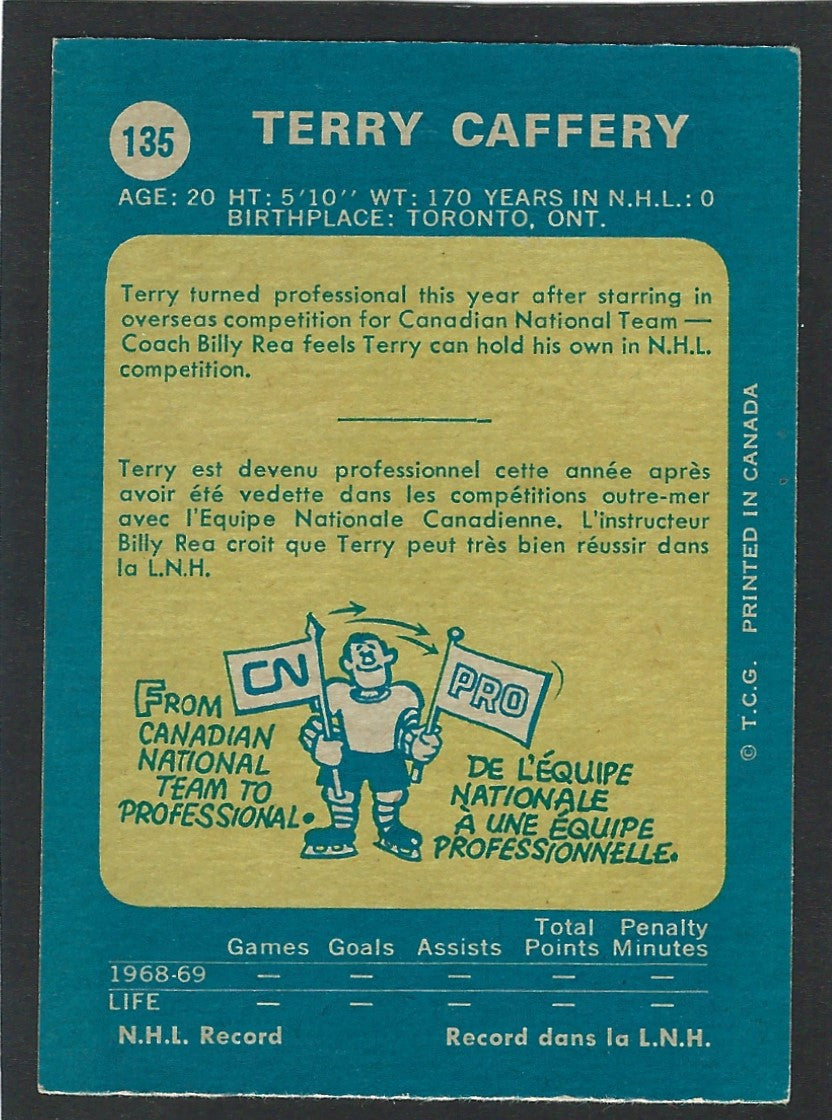 135
TERRY CAFFERY
AGE: 20 HT: 5'10'' WT: 170 YEARS IN N.H.L.: 0
BIRTHPLACE: TORONTO, ONT.
Terry turned professional this year after starring in
overseas competition for Canadian National Team —
Coach Billy Rea feels Terry can hold his own in N.H.L.
competition.
Terry est devenu professionnel cette année après
avoir été vedette dans les compétitions outre-mer
avec l'Equipe Nationale Canadienne. L'instructeur
Billy Rea croit que Terry peut très bien réussir dans
la L.N.H.
CN
PRO
FROM
CANADIAN
NATIONAL
TEAM TO
PROFESSIONAL.
DE L'ÉQUIPE
NATIONALE
À UNE ÉQUIPE
PROFESSIONNELLE.
© T.C.G. PRINTED IN CANADA
Games Goals Assists Total Points Penalty Minutes
1968-69 — — — — —
LIFE — — — — —
N.H.L. Record Record dans la L.N.H.